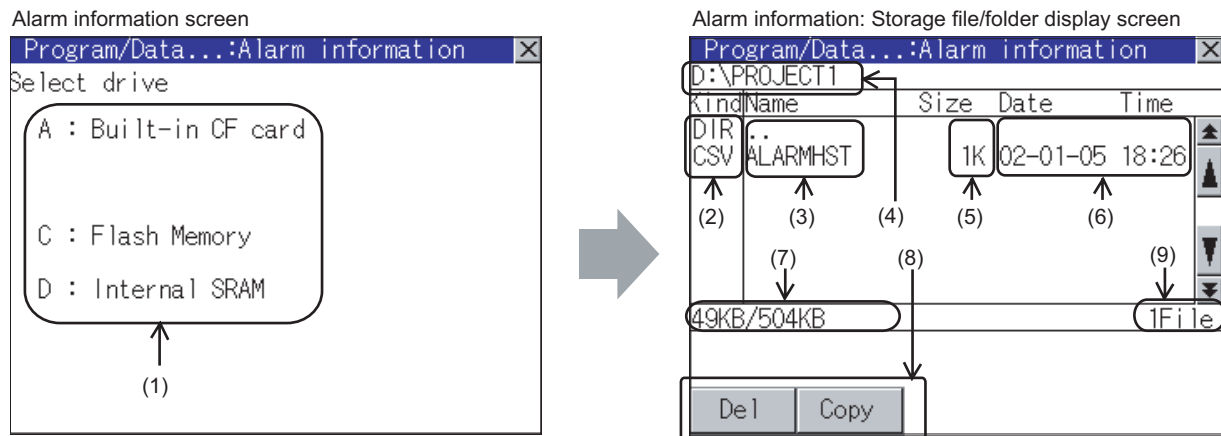 Alarm information screen
Program/Data...:Alarm information
Select drive
A : Built-in CF card
C : Flash Memory
D : Internal SRAM
(1)
Alarm information: Storage file/folder display screen
Program/Data...:Alarm information
D:\PROJECT1
Kind Name Size Date Time
DIR ..
CSV ALARMHST 1K 02-01-05 18:26
(2) (3) (4) (5) (6)
(7) (8) (9)
49KB/504KB 1File
Del Copy